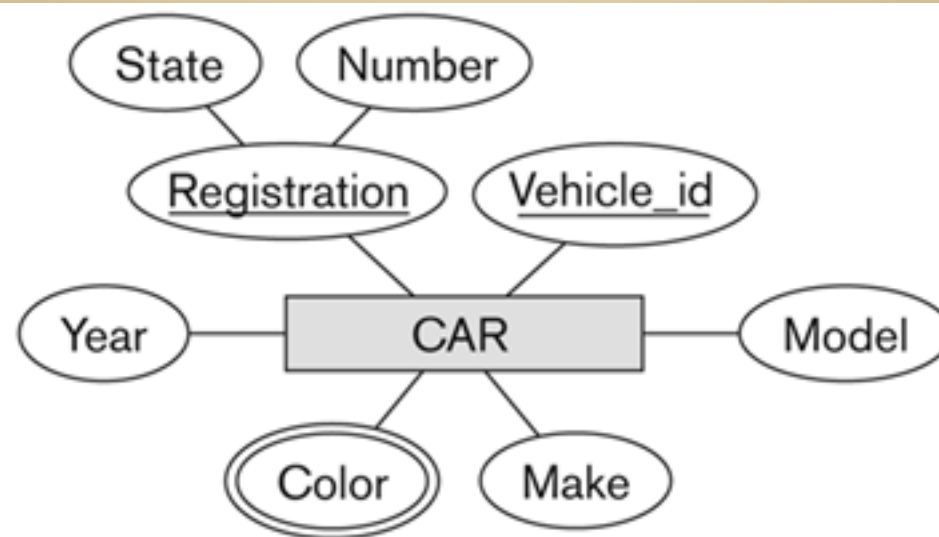 State Number
Registration Vehicle_id
Year CAR Model
Color Make